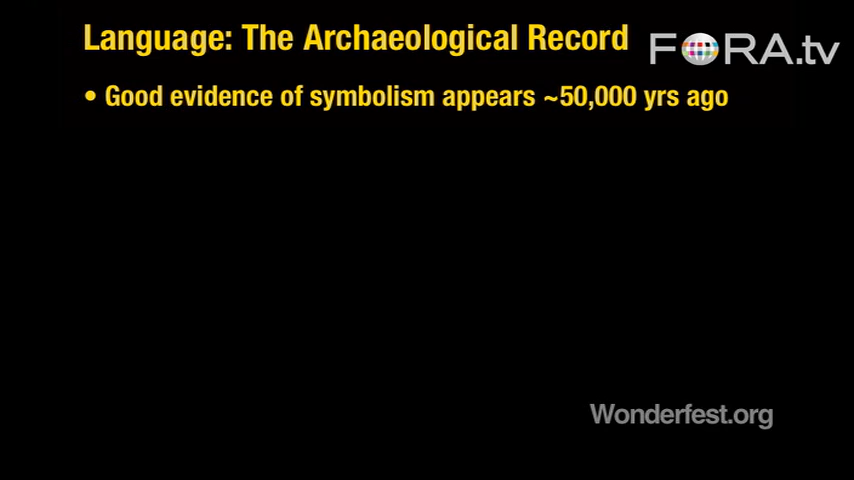 Language: The Archaeological Record
FORA.tv
• Good evidence of symbolism appears ~50,000 yrs ago
Wonderfest.org